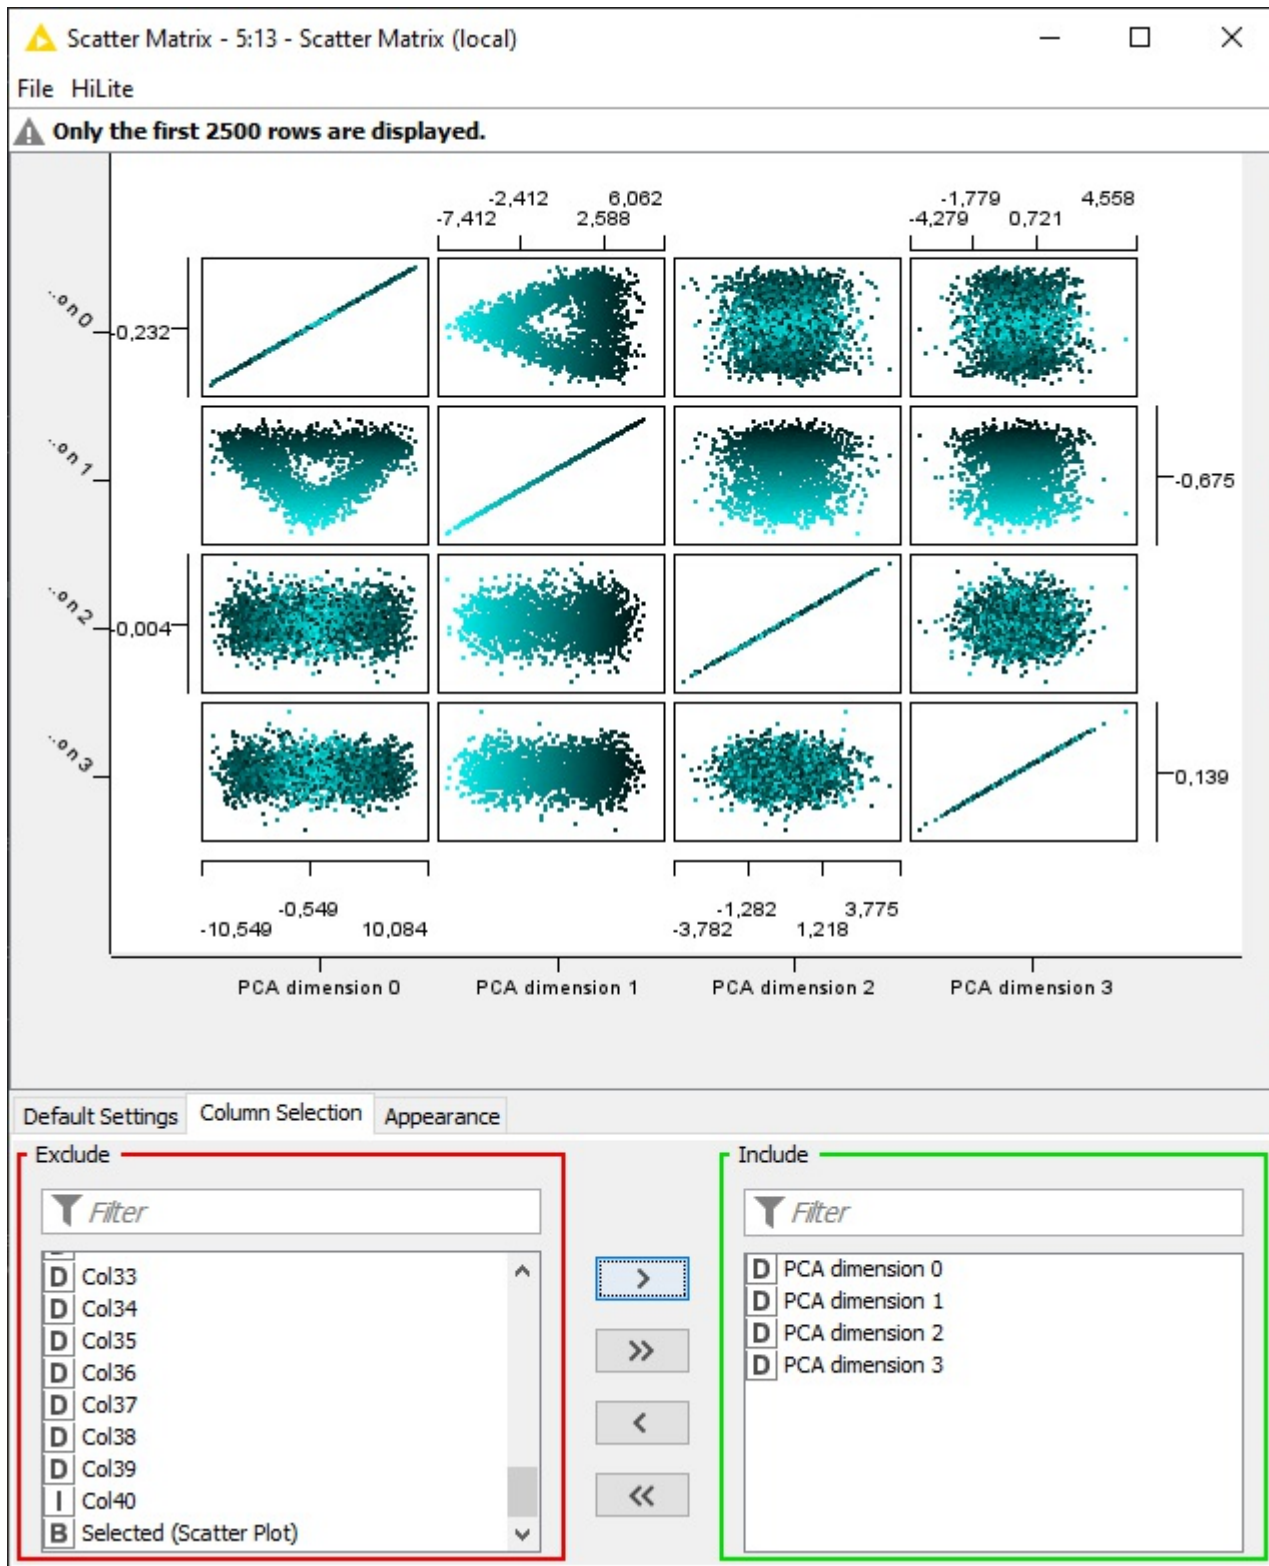 Scatter Matrix - 5:13 - Scatter Matrix (local)
File HiLite
Only the first 2500 rows are displayed.
-2,412 6,062 -1,779 4,558
-7,412 2,588 -4,279 0,721
..on 0
-0,232
..on 1
-0,675
..on 2
-0,004
..on 3
0,139
-0,549 -1,282 3,775
-10,549 10,084 -3,782 1,218
PCA dimension 0 PCA dimension 1 PCA dimension 2 PCA dimension 3
Default Settings Column Selection Appearance
Exclude
Filter
D Col33
D Col34
D Col35
D Col36
D Col37
D Col38
D Col39
I Col40
B Selected (Scatter Plot)
>
>>
<
<<
Include
Filter
D PCA dimension 0
D PCA dimension 1
D PCA dimension 2
D PCA dimension 3